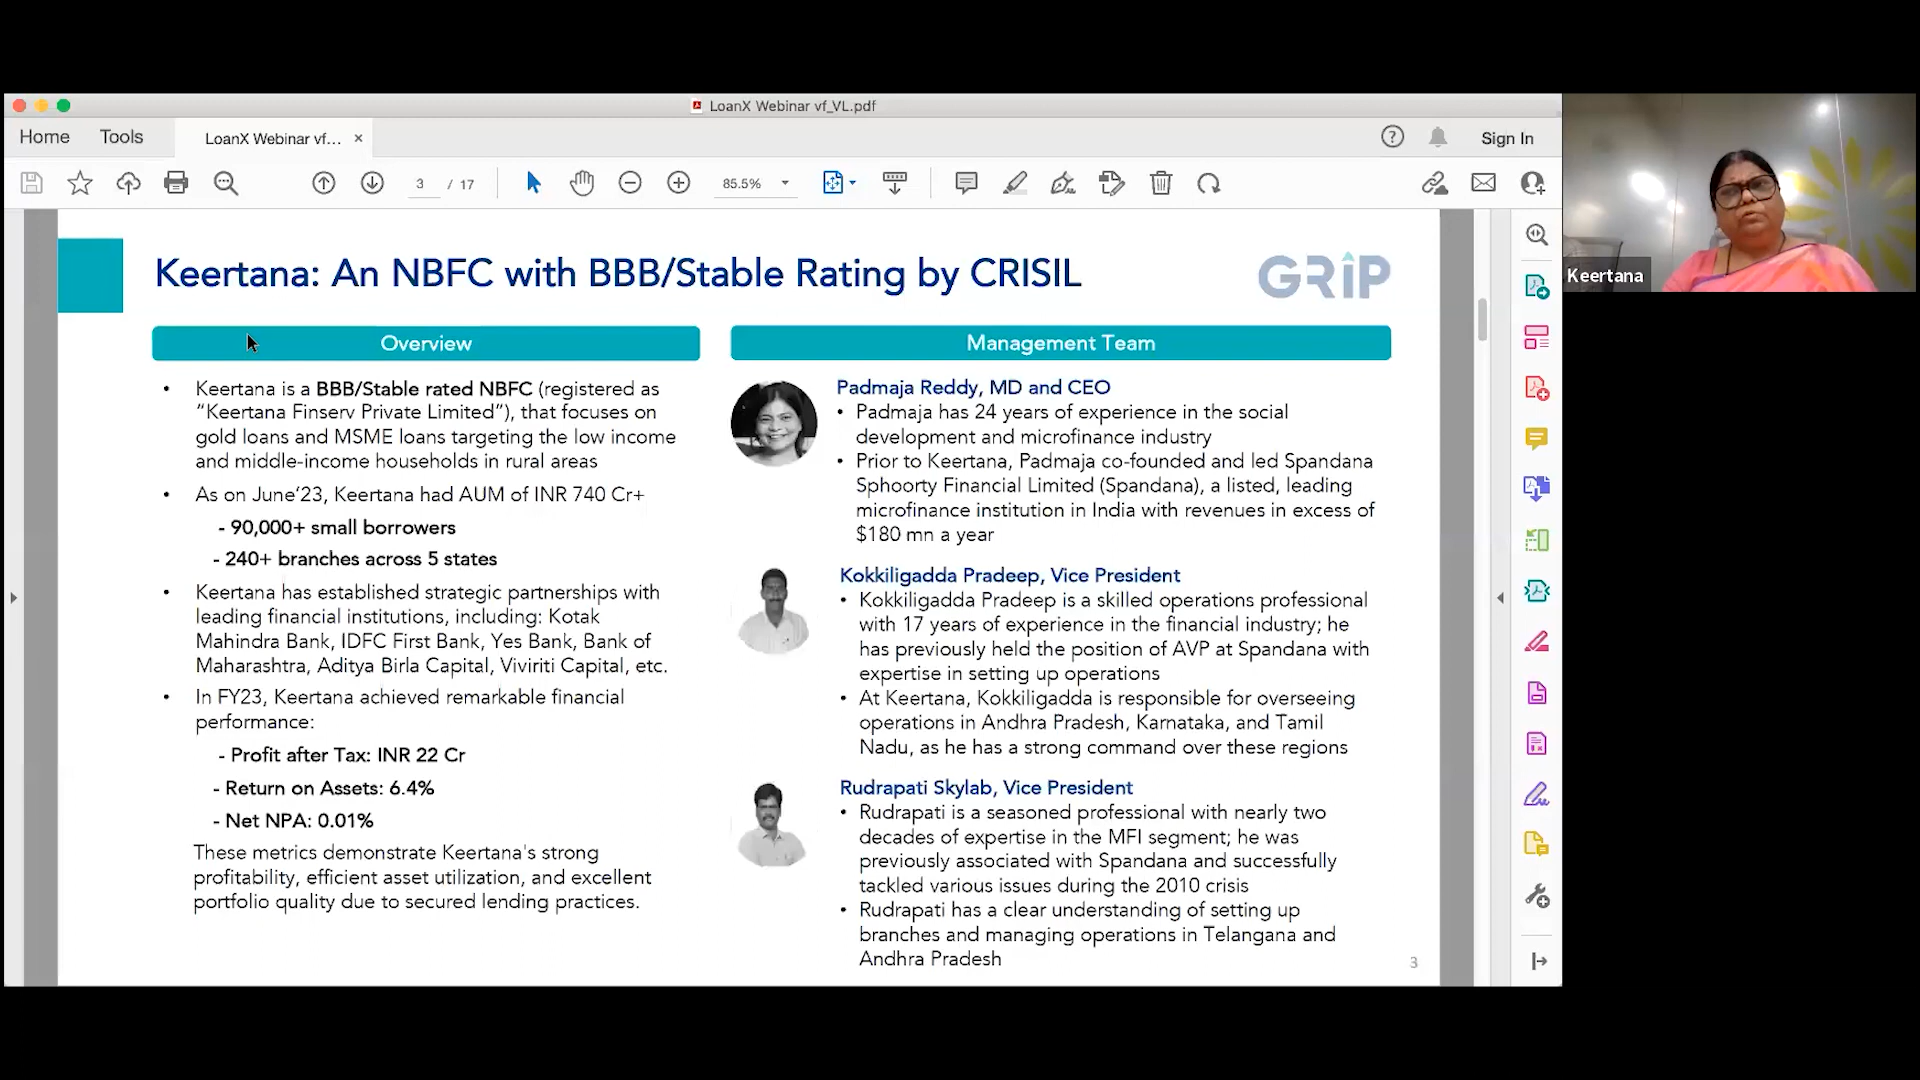 LoanX Webinar vf_VL.pdf
Home
Tools
LoanX Webinar vf...
×
Sign In
3 / 17
85.5%
Keertana: An NBFC with BBB/Stable Rating by CRISIL
GRIP
Overview
• Keertana is a BBB/Stable rated NBFC (registered as
“Keertana Finserv Private Limited”), that focuses on
gold loans and MSME loans targeting the low income
and middle-income households in rural areas
• As on June‘23, Keertana had AUM of INR 740 Cr+
- 90,000+ small borrowers
- 240+ branches across 5 states
• Keertana has established strategic partnerships with
leading financial institutions, including: Kotak
Mahindra Bank, IDFC First Bank, Yes Bank, Bank of
Maharashtra, Aditya Birla Capital, Viviriti Capital, etc.
• In FY23, Keertana achieved remarkable financial
performance:
- Profit after Tax: INR 22 Cr
- Return on Assets: 6.4%
- Net NPA: 0.01%
These metrics demonstrate Keertana's strong
profitability, efficient asset utilization, and excellent
portfolio quality due to secured lending practices.
Management Team
Padmaja Reddy, MD and CEO
• Padmaja has 24 years of experience in the social
development and microfinance industry
• Prior to Keertana, Padmaja co-founded and led Spandana
Sphoorty Financial Limited (Spandana), a listed, leading
microfinance institution in India with revenues in excess of
$180 mn a year
Kokkiligadda Pradeep, Vice President
• Kokkiligadda Pradeep is a skilled operations professional
with 17 years of experience in the financial industry; he
has previously held the position of AVP at Spandana with
expertise in setting up operations
• At Keertana, Kokkiligadda is responsible for overseeing
operations in Andhra Pradesh, Karnataka, and Tamil
Nadu, as he has a strong command over these regions
Rudrapati Skylab, Vice President
• Rudrapati is a seasoned professional with nearly two
decades of expertise in the MFI segment; he was
previously associated with Spandana and successfully
tackled various issues during the 2010 crisis
• Rudrapati has a clear understanding of setting up
branches and managing operations in Telangana and
Andhra Pradesh
3
Keertana